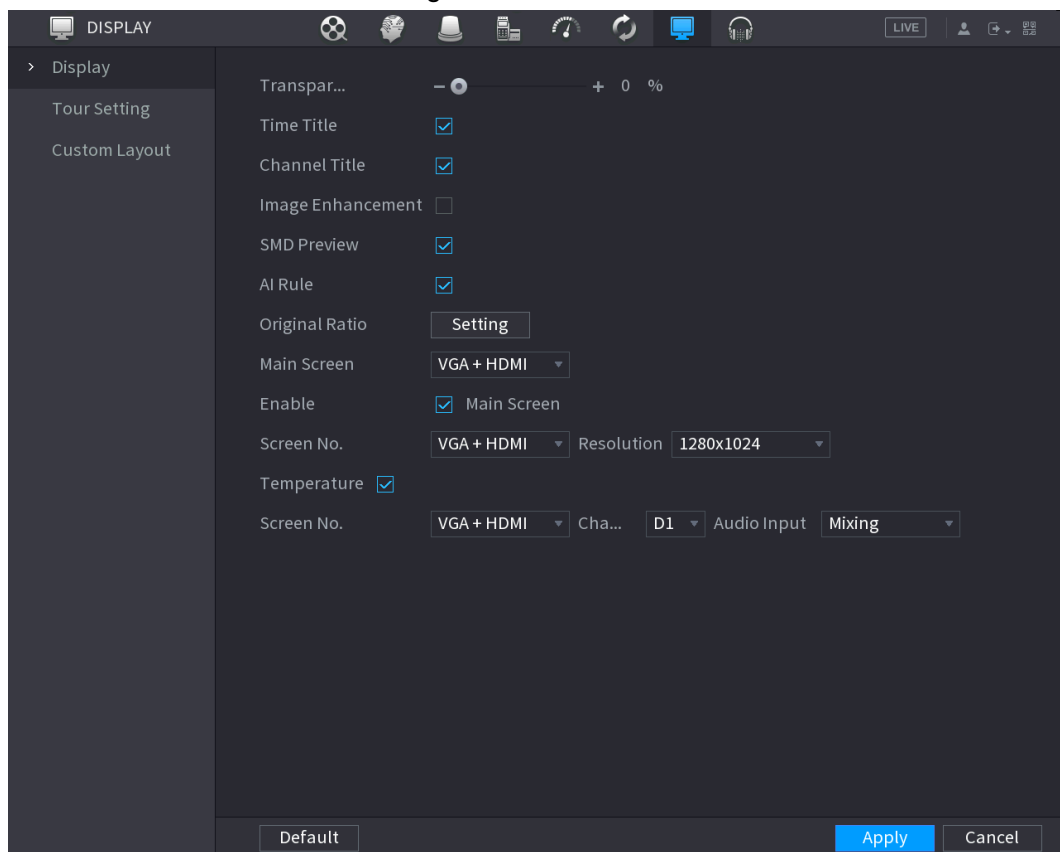 DISPLAY
LIVE
Display
Tour Setting
Custom Layout
Transpar... 0 %
Time Title
Channel Title
Image Enhancement
SMD Preview
AI Rule
Original Ratio Setting
Main Screen VGA + HDMI
Enable Main Screen
Screen No. VGA + HDMI Resolution 1280x1024
Temperature
Screen No. VGA + HDMI Cha... D1 Audio Input Mixing
Default Apply Cancel